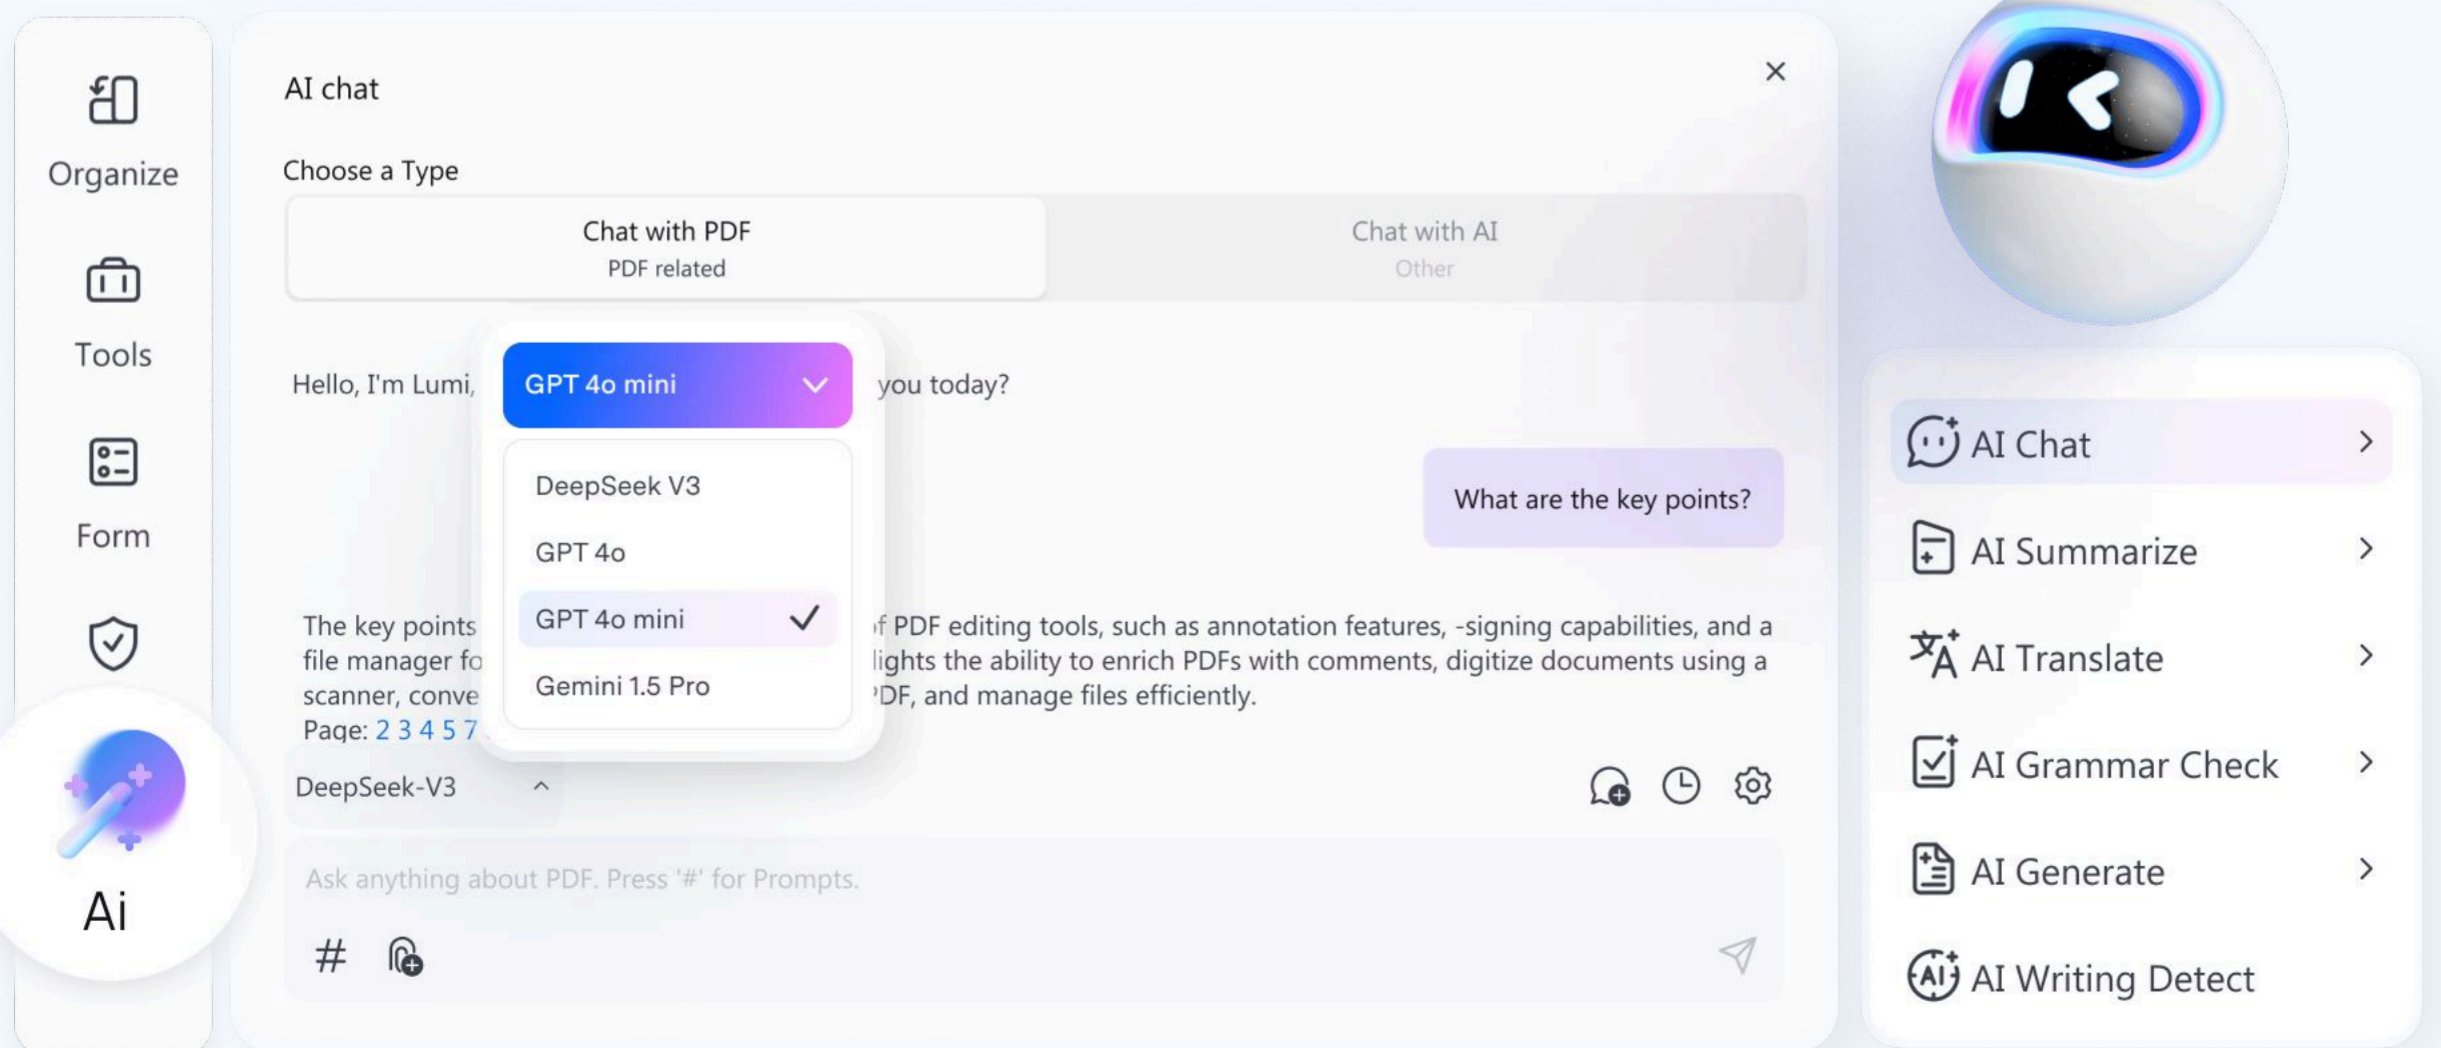 Organize
Tools
Form
Ai
AI chat
Choose a Type
Chat with PDF
PDF related
Chat with AI
Other
Hello, I'm Lumi,
you today?
GPT 4o mini
DeepSeek V3
GPT 4o
GPT 4o mini
Gemini 1.5 Pro
What are the key points?
The key points PDF editing tools, such as annotation features, -signing capabilities, and a
file manager the ability to enrich PDFs with comments, digitize documents using a
scanner, and manage files efficiently.
Page: 2 3 4 5 7
DeepSeek-V3
Ask anything about PDF. Press '#' for Prompts.
#
AI Chat
AI Summarize
AI Translate
AI Grammar Check
AI Generate
AI
AI Writing Detect